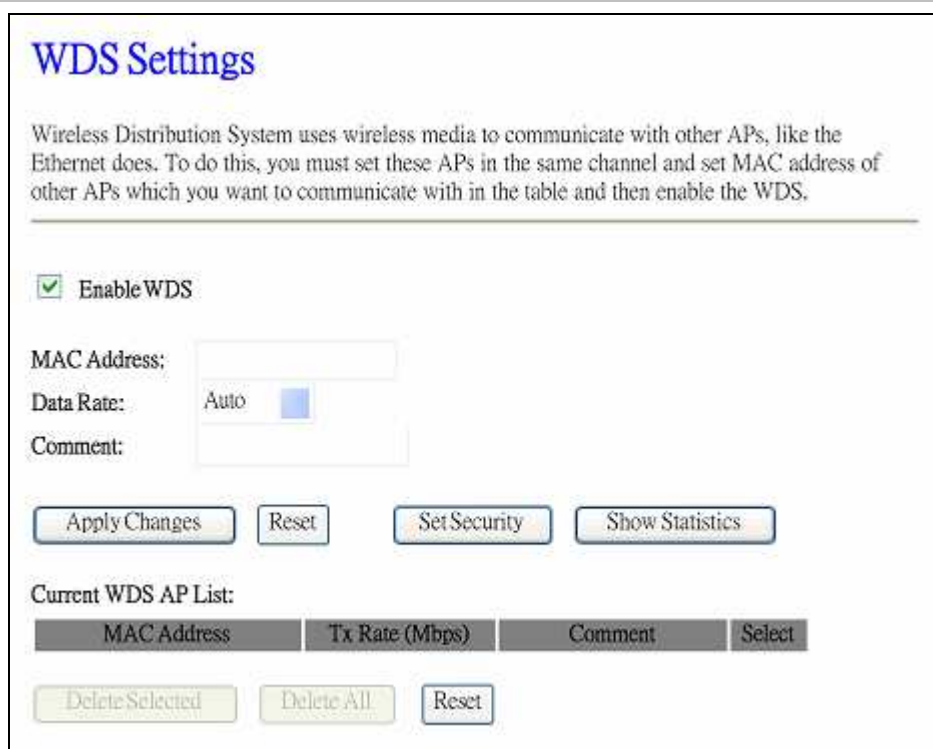 WDS Settings
Wireless Distribution System uses wireless media to communicate with other APs, like the
Ethernet does. To do this, you must set these APs in the same channel and set MAC address of
other APs which you want to communicate with in the table and then enable the WDS.
Enable WDS
MAC Address:
Data Rate: Auto
Comment:
Apply Changes Reset Set Security Show Statistics
Current WDS AP List:
MAC Address Tx Rate (Mbps) Comment Select
Delete Selected Delete All Reset